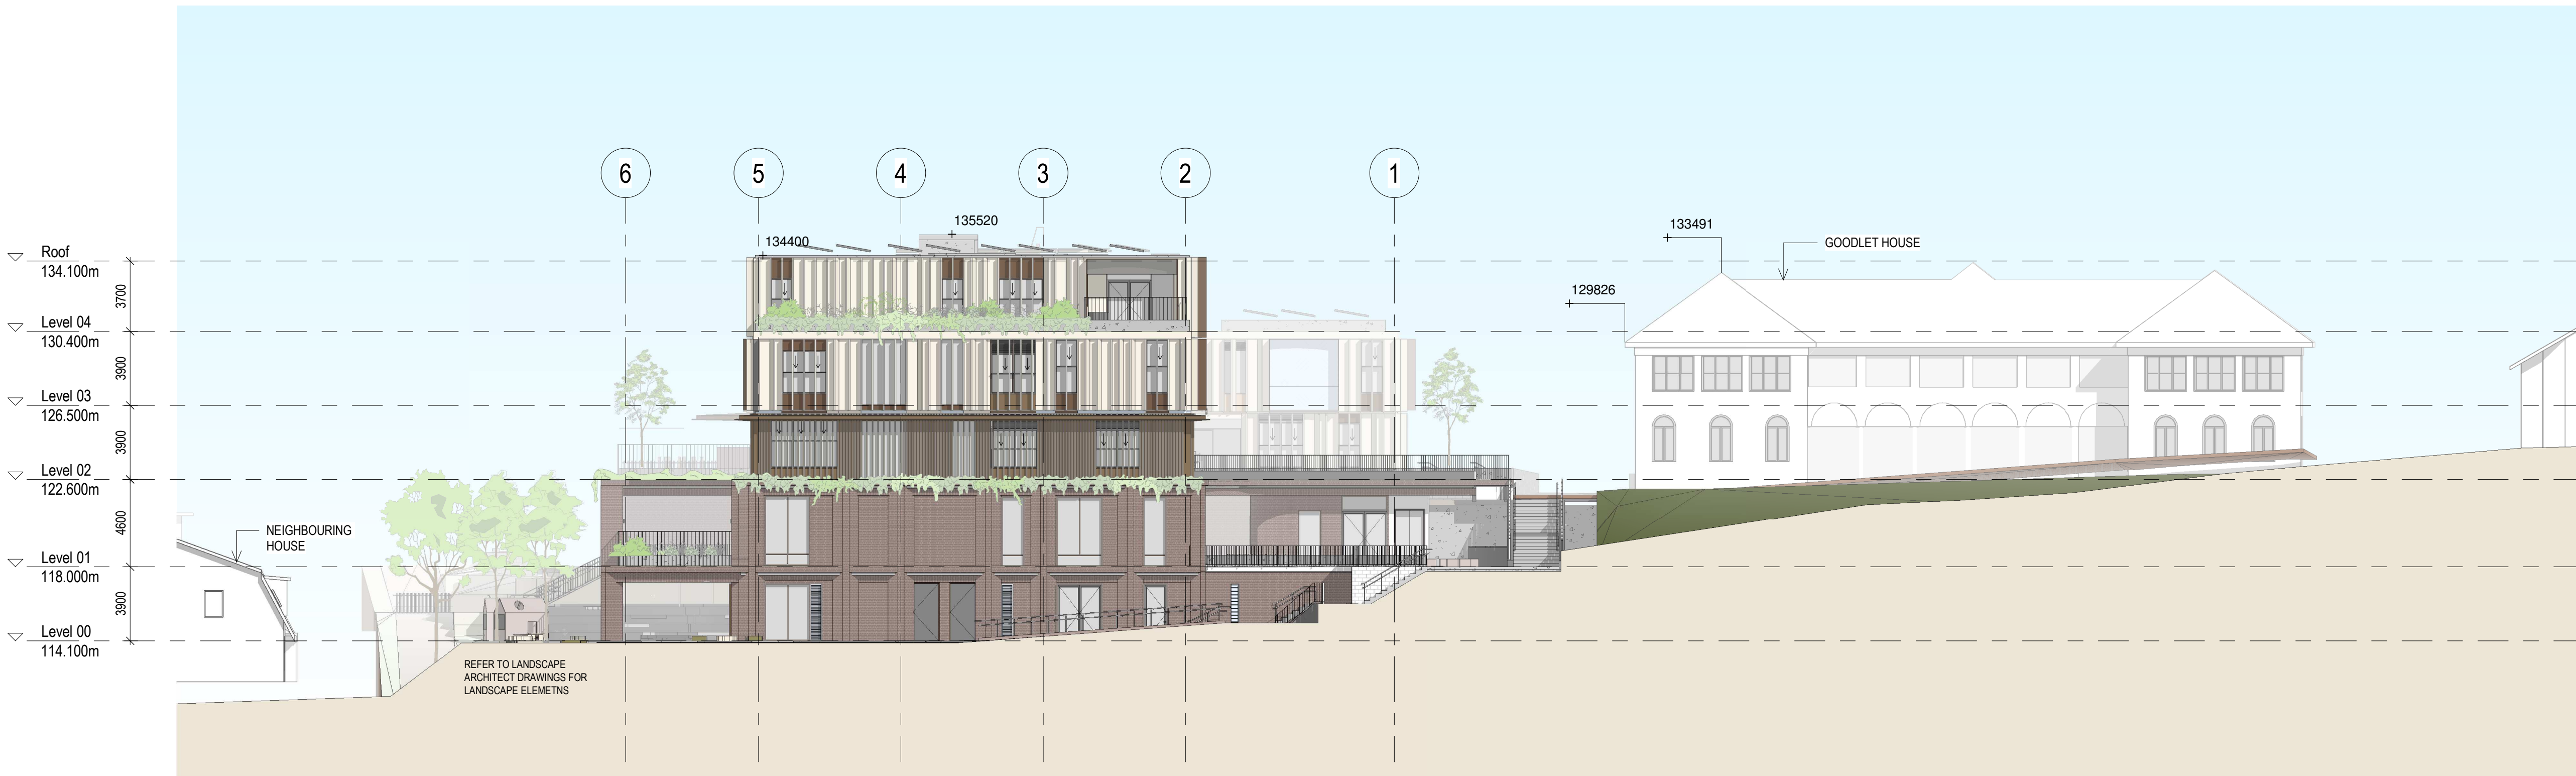 6
5
4
3
2
1
135520
134400
133491
GOODLET HOUSE
129826
Roof
134.100m
3700
Level 04
130.400m
3900
Level 03
126.500m
3900
Level 02
122.600m
4600
Level 01
118.000m
3900
Level 00
114.100m
NEIGHBOURING
HOUSE
REFER TO LANDSCAPE
ARCHITECT DRAWINGS FOR
LANDSCAPE ELEMETNS